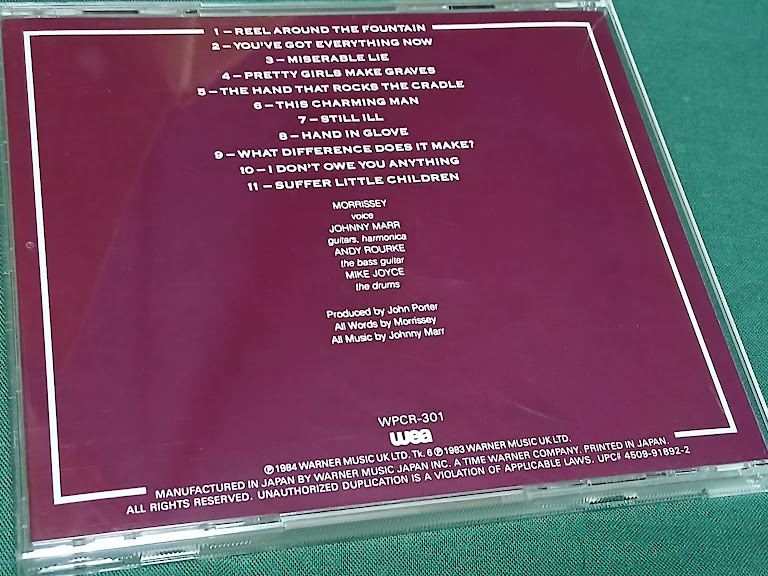 1 – REEL AROUND THE FOUNTAIN
2 – YOU'VE GOT EVERYTHING NOW
3 – MISERABLE LIE
4 – PRETTY GIRLS MAKE GRAVES
5 – THE HAND THAT ROCKS THE CRADLE
6 – THIS CHARMING MAN
7 – STILL ILL
8 – HAND IN GLOVE
9 – WHAT DIFFERENCE DOES IT MAKE?
10 – I DON'T OWE YOU ANYTHING
11 – SUFFER LITTLE CHILDREN
MORRISSEY
voice
JOHNNY MARR
guitars, harmonica
ANDY ROURKE
the bass guitar
MIKE JOYCE
the drums
Produced by John Porter
All Words by Morrissey
All Music by Johnny Marr
WPCR-301
wea
℗ 1984 WARNER MUSIC UK LTD. Tk. 6 ℗ 1983 WARNER MUSIC UK LTD.
MANUFACTURED IN JAPAN BY WARNER MUSIC JAPAN INC. A TIME WARNER COMPANY. PRINTED IN JAPAN.
ALL RIGHTS RESERVED. UNAUTHORIZED DUPLICATION IS A VIOLATION OF APPLICABLE LAWS. UPC# 4509-91892-2